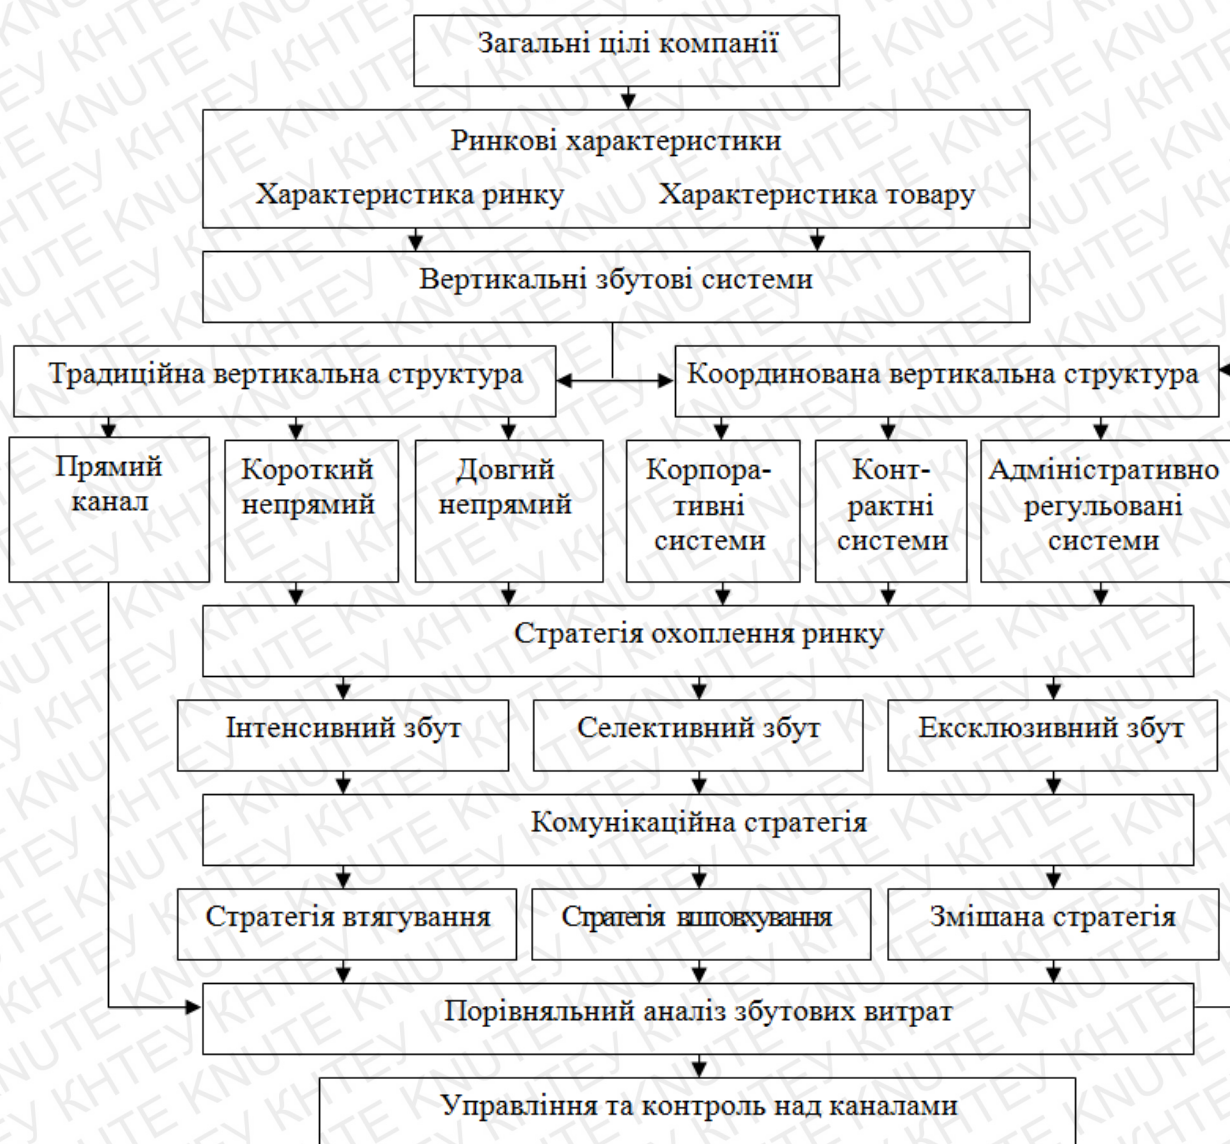 Загальні цілі компанії
Ринкові характеристики
Характеристика ринку Характеристика товару
Вертикальні збутові системи
Традиційна вертикальна структура
Координована вертикальна структура
Прямий
канал
Короткий
непрямий
Довгий
непрямий
Корпора-
тивні
системи
Конт-
рактні
системи
Адміністративно
регульовані
системи
Стратегія охоплення ринку
Інтенсивний збут
Селективний збут
Ексклюзивний збут
Комунікаційна стратегія
Стратегія втягування
Стратегія вштовхування
Змішана стратегія
Порівняльний аналіз збутових витрат
Управління та контроль над каналами